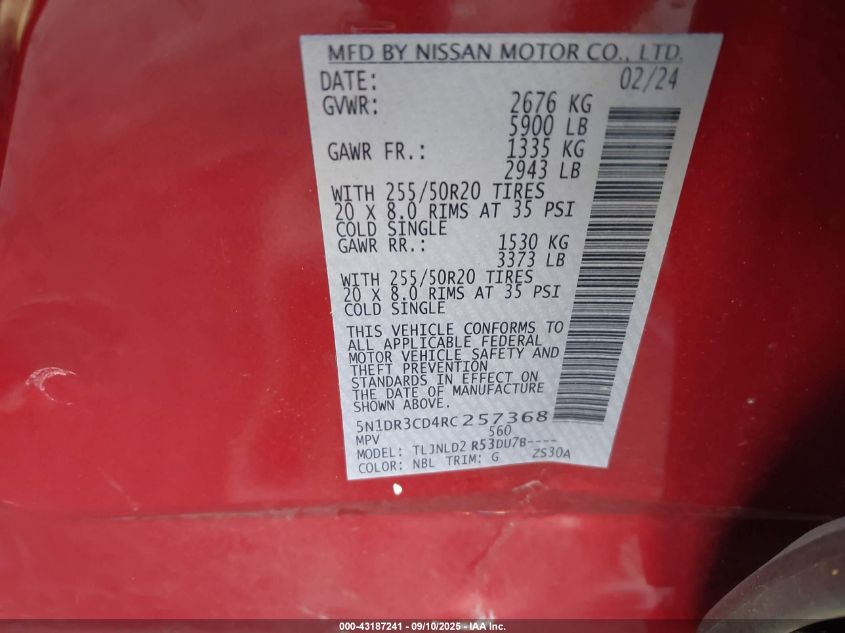 MFD BY NISSAN MOTOR CO., LTD.
DATE: 02/24
GVWR: 2676 KG
5900 LB
GAWR FR.: 1335 KG
2943 LB
WITH 255/50R20 TIRES
20 X 8.0 RIMS AT 35 PSI
COLD SINGLE
GAWR RR.: 1530 KG
3373 LB
WITH 255/50R20 TIRES
20 X 8.0 RIMS AT 35 PSI
COLD SINGLE
THIS VEHICLE CONFORMS TO
ALL APPLICABLE FEDERAL
MOTOR VEHICLE SAFETY AND
THEFT PREVENTION
STANDARDS IN EFFECT ON
THE DATE OF MANUFACTURE
SHOWN ABOVE.
5N1DR3CD4RC257368
MPV 560
MODEL: TLJNLD2 R53DU7B----
COLOR: NBL TRIM: G ZS30A
000-43187241 - 09/10/2025 - IAA Inc.